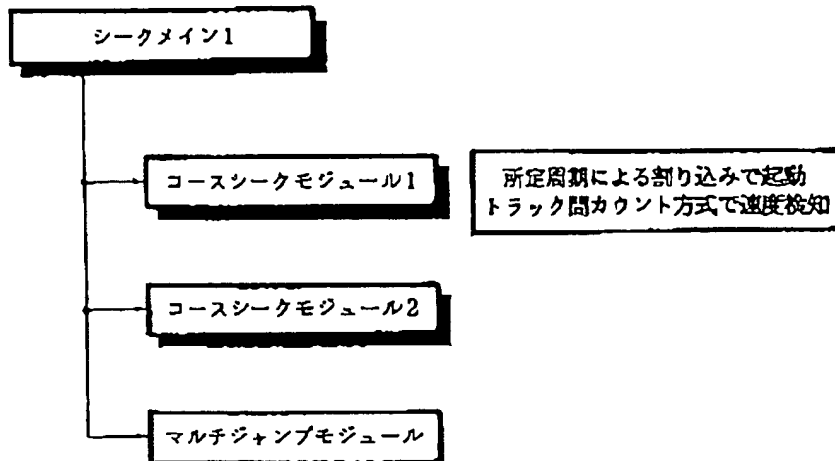 シークメイン1
コースシークモジュール1
所定周期による割り込みで起動
トラック間カウント方式で速度検知
コースシークモジュール2
マルチジャンプモジュール